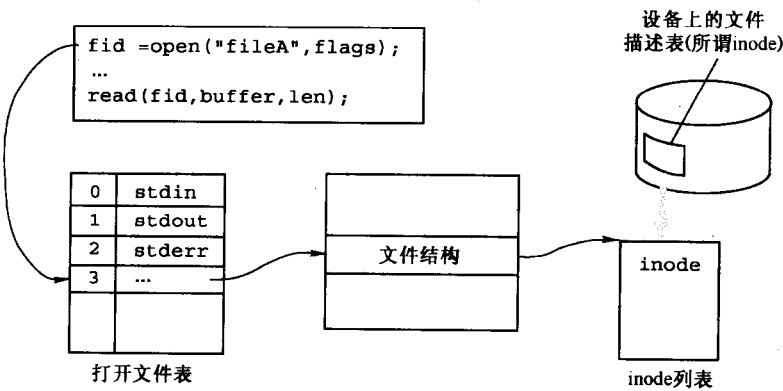 设备上的文件
描述表(所谓inode)
fid =open("fileA",flags);
...
read(fid,buffer,len);
0 stdin
1 stdout
2 stderr
3 ...
文件结构
inode
打开文件表
inode列表